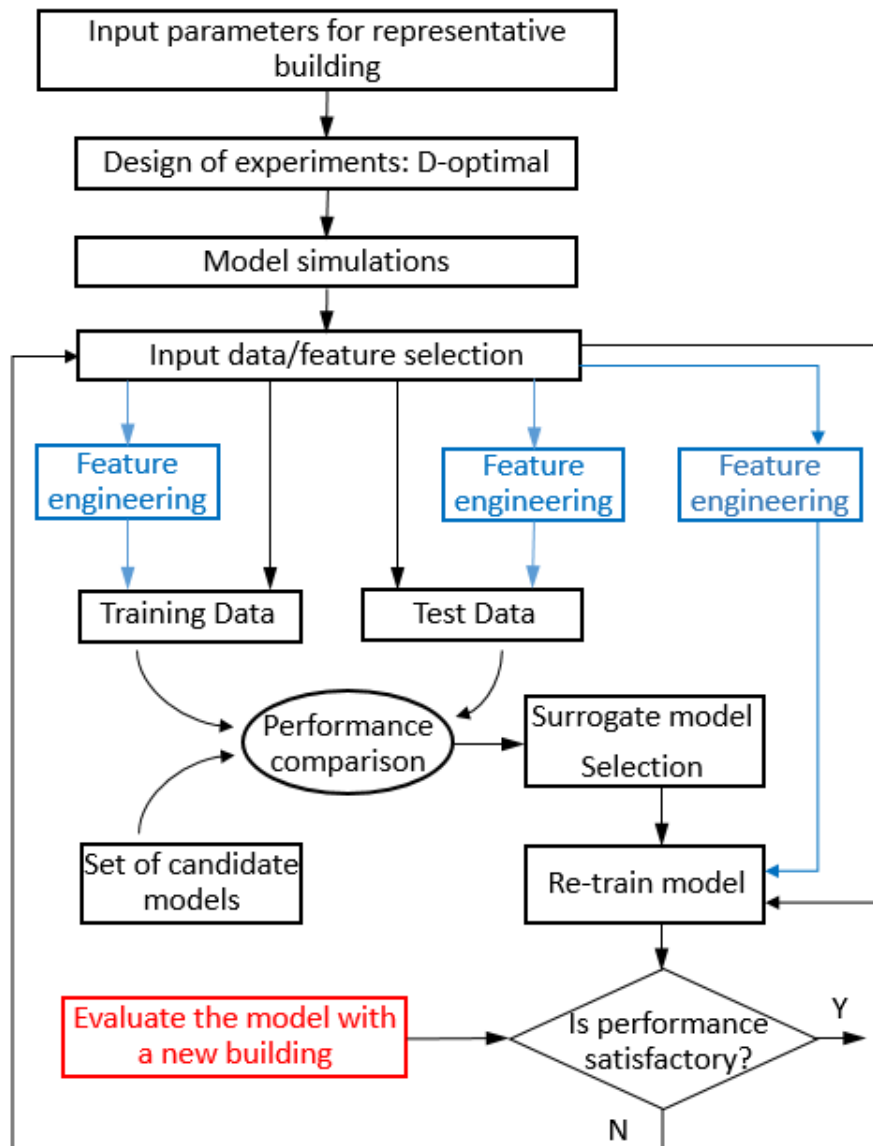 Input parameters for representative
building
Design of experiments: D-optimal
Model simulations
Input data/feature selection
Feature
engineering
Feature
engineering
Feature
engineering
Training Data
Test Data
Performance
comparison
Surrogate model
Selection
Set of candidate
models
Re-train model
Evaluate the model with
a new building
Is performance
satisfactory?
Y
N